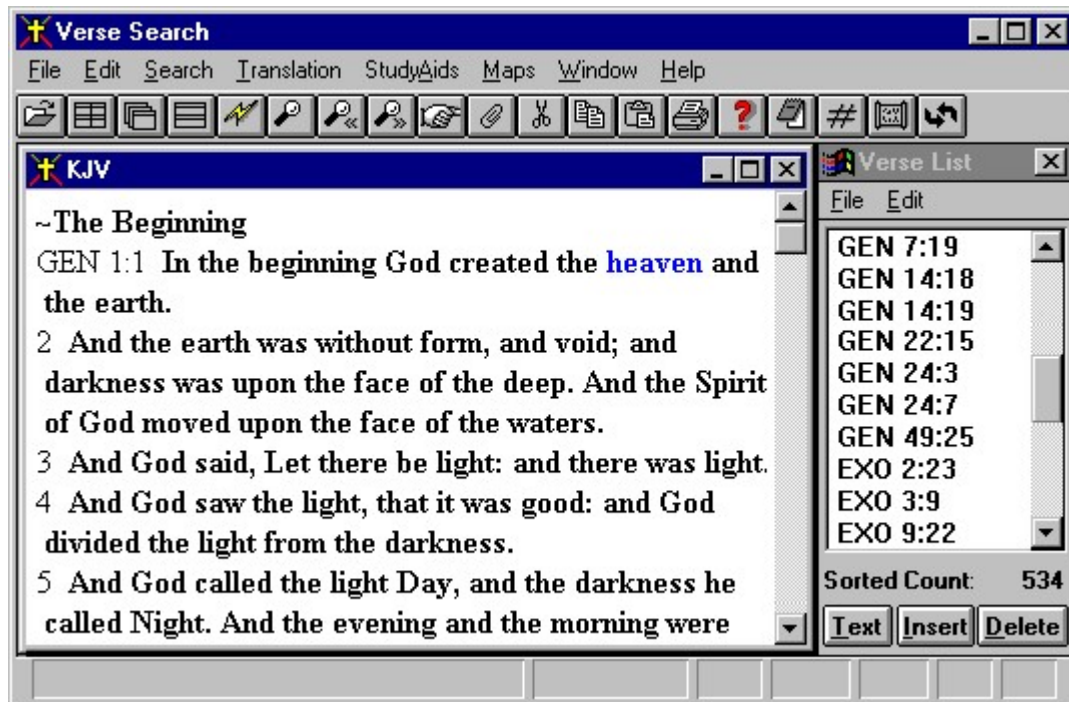 Verse Search
File Edit Search Translation StudyAids Maps Window Help
KJV
~The Beginning
GEN 1:1 In the beginning God created the heaven and
the earth.
2 And the earth was without form, and void; and
darkness was upon the face of the deep. And the Spirit
of God moved upon the face of the waters.
3 And God said, Let there be light: and there was light.
4 And God saw the light, that it was good: and God
divided the light from the darkness.
5 And God called the light Day, and the darkness he
called Night. And the evening and the morning were
Verse List
File Edit
GEN 7:19
GEN 14:18
GEN 14:19
GEN 22:15
GEN 24:3
GEN 24:7
GEN 49:25
EXO 2:23
EXO 3:9
EXO 9:22
Sorted Count: 534
Text Insert Delete